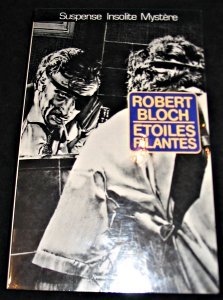 Suspense Insolite Mystère
ROBERT
BLOCH
ETOILES
FILANTES